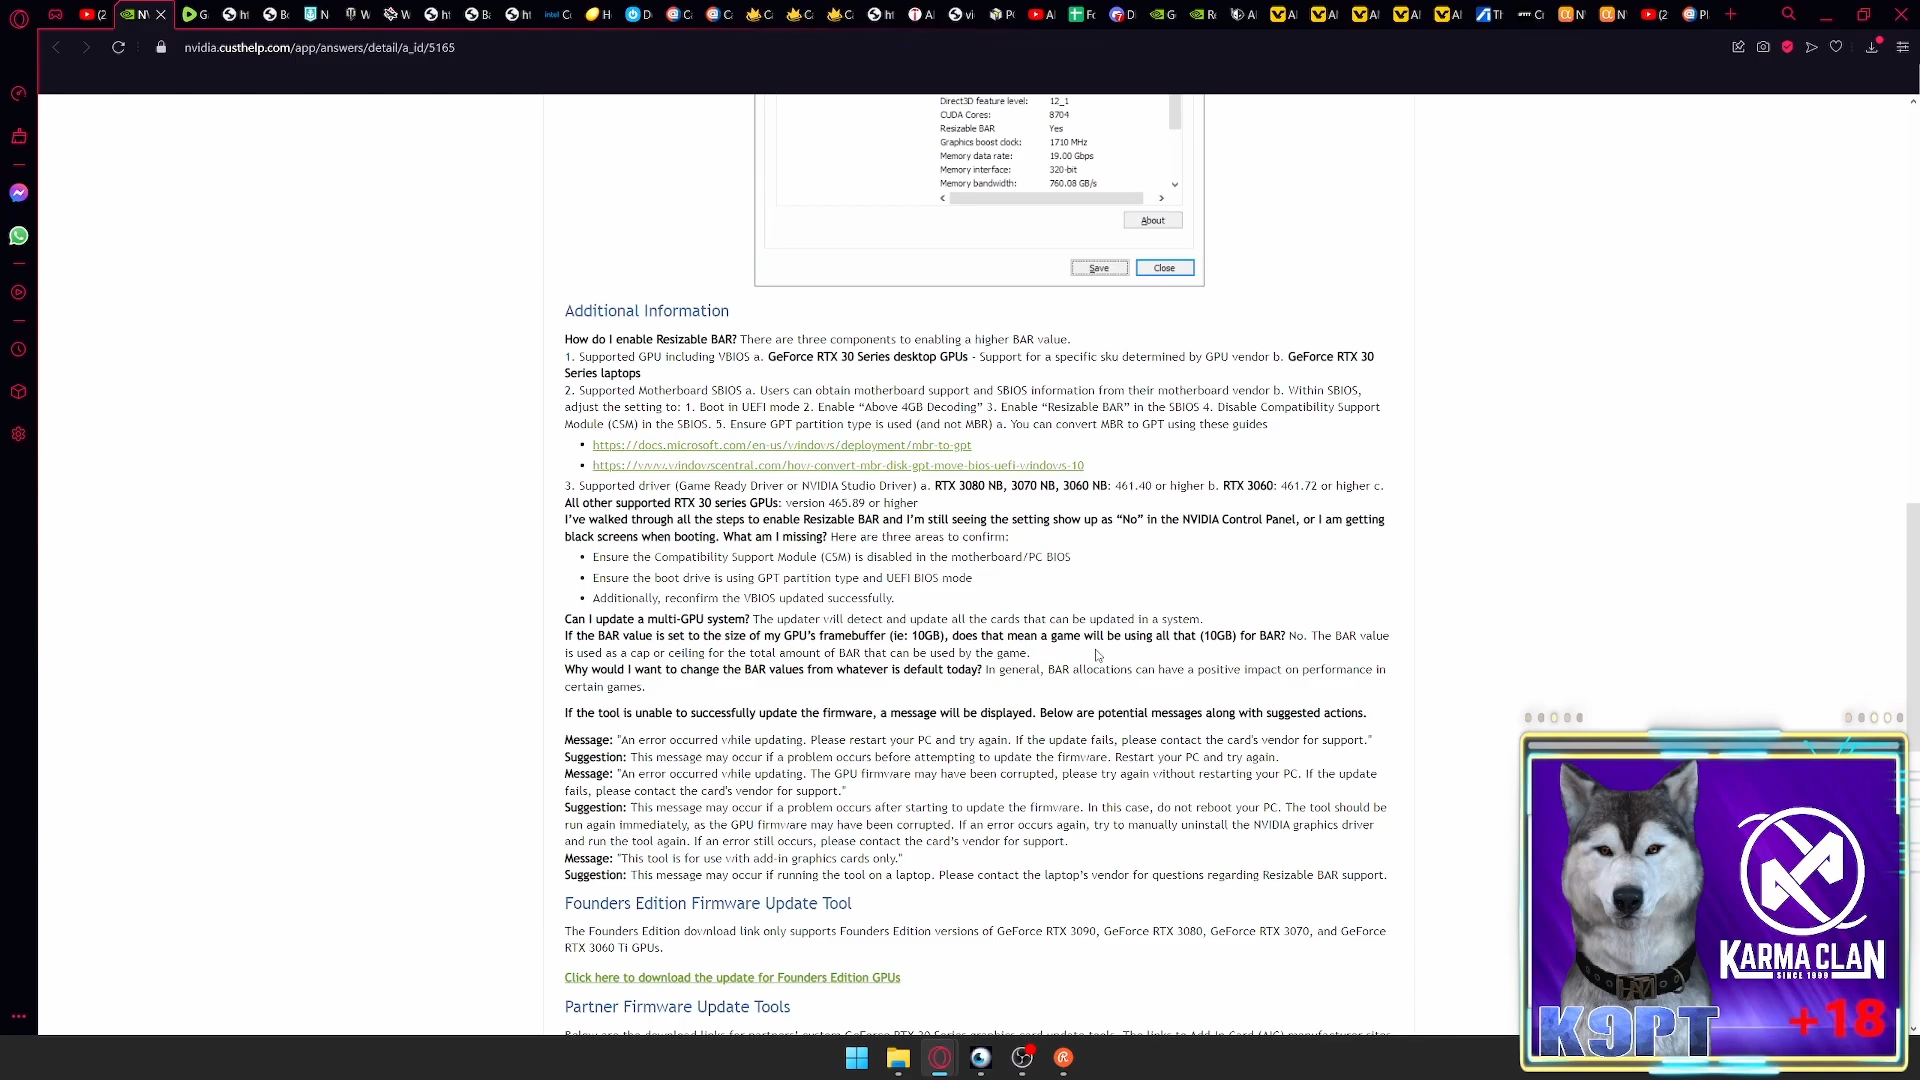 nvidia.custhelp.com/app/answers/detail/a_id/5165
Direct3D feature level: 12_1
CUDA Cores: 8704
Resizable BAR Yes
Graphics boost clock: 1710 MHz
Memory data rate: 19.00 Gbps
Memory interface: 320-bit
Memory bandwidth: 760.08 GB/s
About
Save Close
Additional Information
How do I enable Resizable BAR? There are three components to enabling a higher BAR value.
1. Supported GPU including VBIOS a. GeForce RTX 30 Series desktop GPUs - Support for a specific sku determined by GPU vendor b. GeForce RTX 30
Series laptops
2. Supported Motherboard SBIOS a. Users can obtain motherboard support and SBIOS information from their motherboard vendor b. Within SBIOS,
adjust the setting to: 1. Boot in UEFI mode 2. Enable “Above 4GB Decoding” 3. Enable “Resizable BAR” in the SBIOS 4. Disable Compatibility Support
Module (CSM) in the SBIOS. 5. Ensure GPT partition type is used (and not MBR) a. You can convert MBR to GPT using these guides
• https://docs.microsoft.com/en-us/windows/deployment/mbr-to-gpt
• https://www.windowscentral.com/how-convert-mbr-disk-gpt-move-bios-uefi-windows-10
3. Supported driver (Game Ready Driver or NVIDIA Studio Driver) a. RTX 3080 NB, 3070 NB, 3060 NB: 461.40 or higher b. RTX 3060: 461.72 or higher c.
All other supported RTX 30 series GPUs: version 465.89 or higher
I’ve walked through all the steps to enable Resizable BAR and I’m still seeing the setting show up as “No” in the NVIDIA Control Panel, or I am getting
black screens when booting. What am I missing? Here are three areas to confirm:
• Ensure the Compatibility Support Module (CSM) is disabled in the motherboard/PC BIOS
• Ensure the boot drive is using GPT partition type and UEFI BIOS mode
• Additionally, reconfirm the VBIOS updated successfully.
Can I update a multi-GPU system? The updater will detect and update all the cards that can be updated in a system.
If the BAR value is set to the size of my GPU’s framebuffer (ie: 10GB), does that mean a game will be using all that (10GB) for BAR? No. The BAR value
is used as a cap or ceiling for the total amount of BAR that can be used by the game.
Why would I want to change the BAR values from whatever is default today? In general, BAR allocations can have a positive impact on performance in
certain games.
If the tool is unable to successfully update the firmware, a message will be displayed. Below are potential messages along with suggested actions.
Message: "An error occurred while updating. Please restart your PC and try again. If the update fails, please contact the card's vendor for support."
Suggestion: This message may occur if a problem occurs before attempting to update the firmware. Restart your PC and try again.
Message: "An error occurred while updating. The GPU firmware may have been corrupted, please try again without restarting your PC. If the update
fails, please contact the card's vendor for support."
Suggestion: This message may occur if a problem occurs after starting to update the firmware. In this case, do not reboot your PC. The tool should be
run again immediately, as the GPU firmware may have been corrupted. If an error occurs again, try to manually uninstall the NVIDIA graphics driver
and run the tool again. If an error still occurs, please contact the card’s vendor for support.
Message: "This tool is for use with add-in graphics cards only."
Suggestion: This message may occur if running the tool on a laptop. Please contact the laptop’s vendor for questions regarding Resizable BAR support.
Founders Edition Firmware Update Tool
The Founders Edition download link only supports Founders Edition versions of GeForce RTX 3090, GeForce RTX 3080, GeForce RTX 3070, and GeForce
RTX 3060 Ti GPUs.
Click here to download the update for Founders Edition GPUs
Partner Firmware Update Tools
KARMA CLAN
SINCE 1999
K9PT
+18